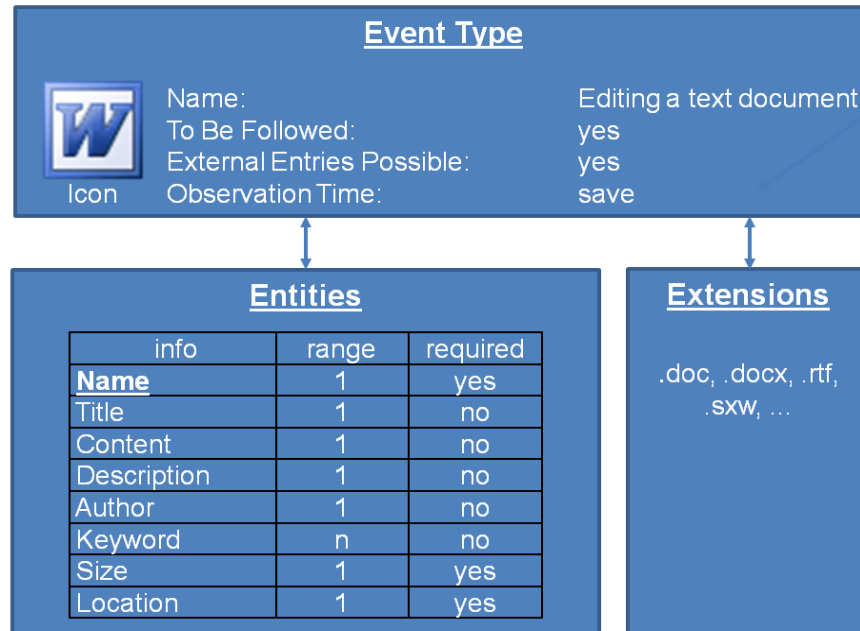 Event Type
Name: Editing a text document
To Be Followed: yes
External Entries Possible: yes
Icon Observation Time: save
Entities
info range required
Name 1 yes
Title 1 no
Content 1 no
Description 1 no
Author 1 no
Keyword n no
Size 1 yes
Location 1 yes
Extensions
.doc, .docx, .rtf,
.sxw, ...